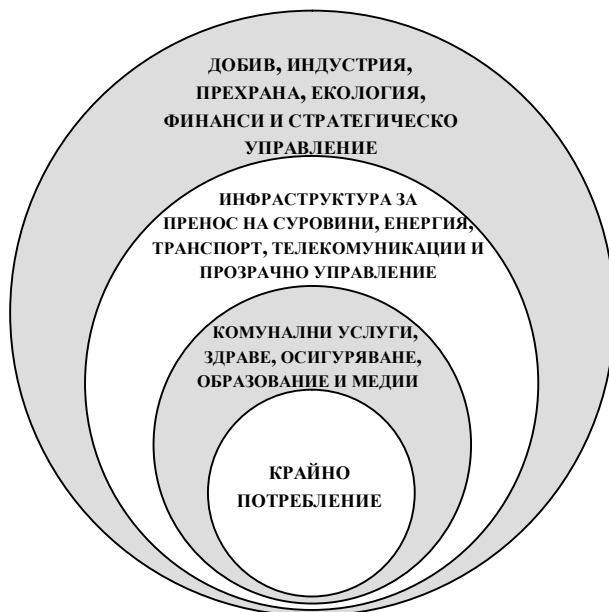 ДОБИВ, ИНДУСТРИЯ,
ПРЕХРАНА, ЕКОЛОГИЯ,
ФИНАНСИ И СТРАТЕГИЧЕСКО
УПРАВЛЕНИЕ
ИНФРАСТРУКТУРА ЗА
ПРЕНОС НА СУРОВИНИ, ЕНЕРГИЯ,
ТРАНСПОРТ, ТЕЛЕКОМУНИКАЦИИ И
ПРОЗРАЧНО УПРАВЛЕНИЕ
КОМУНАЛНИ УСЛУГИ,
ЗДРАВЕ, ОСИГУРЯВАНЕ,
ОБРАЗОВАНИЕ И МЕДИИ
КРАЙНО
ПОТРЕБЛЕНИЕ